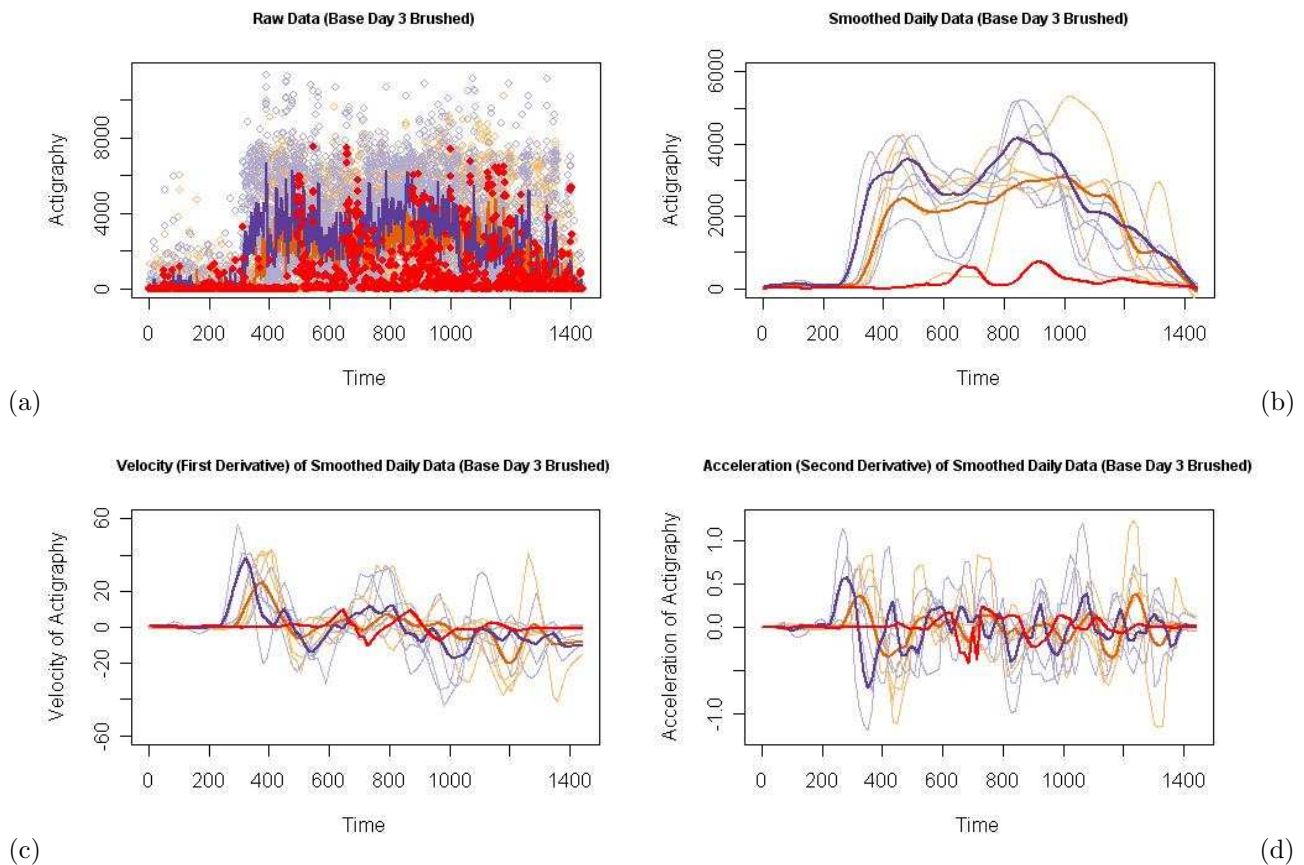 Raw Data (Base Day 3 Brushed)
Actigraphy
0 4000 8000
0 200 400 600 800 1000 1400
Time
(a)
Smoothed Daily Data (Base Day 3 Brushed)
Actigraphy
0 2000 4000 6000
0 200 400 600 800 1000 1400
Time
(b)
Velocity (First Derivative) of Smoothed Daily Data (Base Day 3 Brushed)
Velocity of Actigraphy
-60 -20 0 20 60
0 200 400 600 800 1000 1400
Time
(c)
Acceleration (Second Derivative) of Smoothed Daily Data (Base Day 3 Brushed)
Acceleration of Actigraphy
-1.0 0.0 0.5 1.0
0 200 400 600 800 1000 1400
Time
(d)